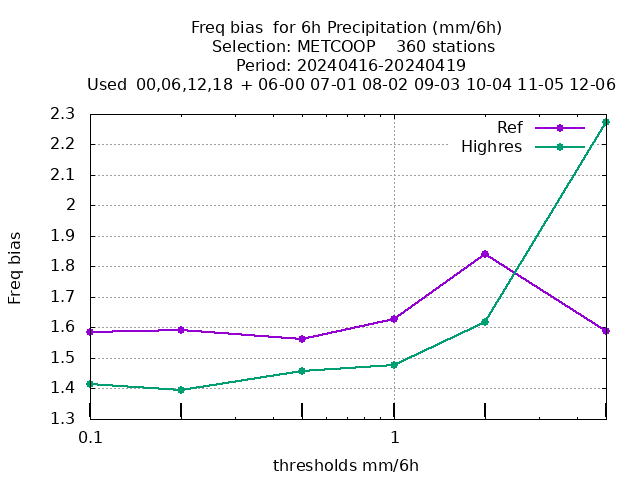 Freq bias  for 6h Precipitation (mm/6h)
Selection: METCOOP    360 stations
Period: 20240416-20240419
Used  00,06,12,18  + 06-00 07-01 08-02 09-03 10-04 11-05 12-06
Ref
Highres
2.3
2.2
2.1
2
1.9
1.8
1.7
1.6
1.5
1.4
1.3
Freq bias
0.1
1
thresholds mm/6h